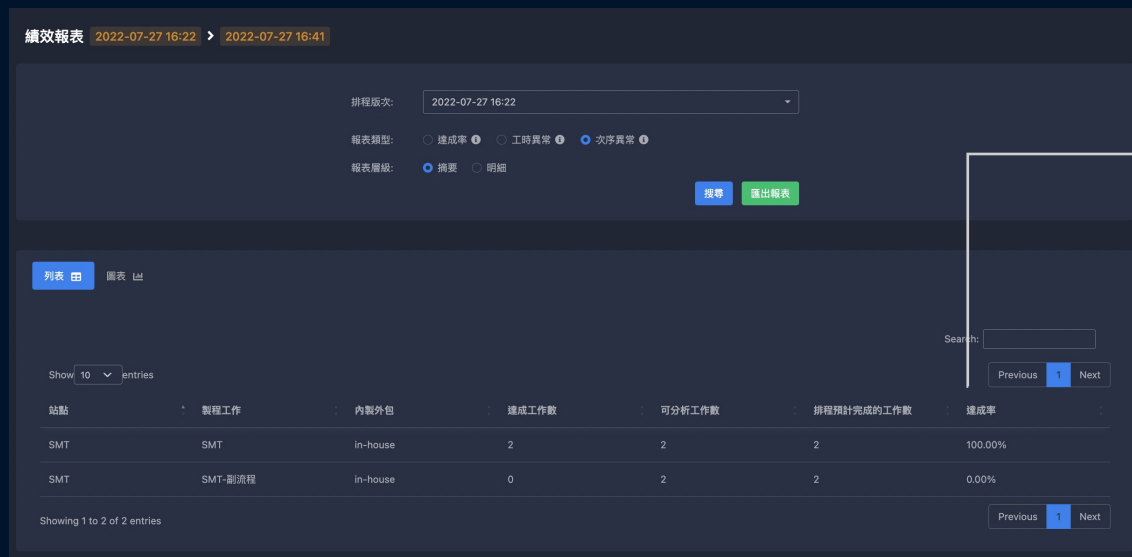 績效報表 2022-07-27 16:22 > 2022-07-27 16:41
排程版次: 2022-07-27 16:22
報表類型: 達成率 工時異常 次序異常
報表層級: 摘要 明細
搜尋 匯出報表
列表 圖表
Search:
Show 10 entries Previous 1 Next
站點 製程工作 內製外包 達成工作數 可分析工作數 排程預計完成的工作數 達成率
SMT SMT in-house 2 2 2 100.00%
SMT SMT-副流程 in-house 0 2 2 0.00%
Showing 1 to 2 of 2 entries Previous 1 Next